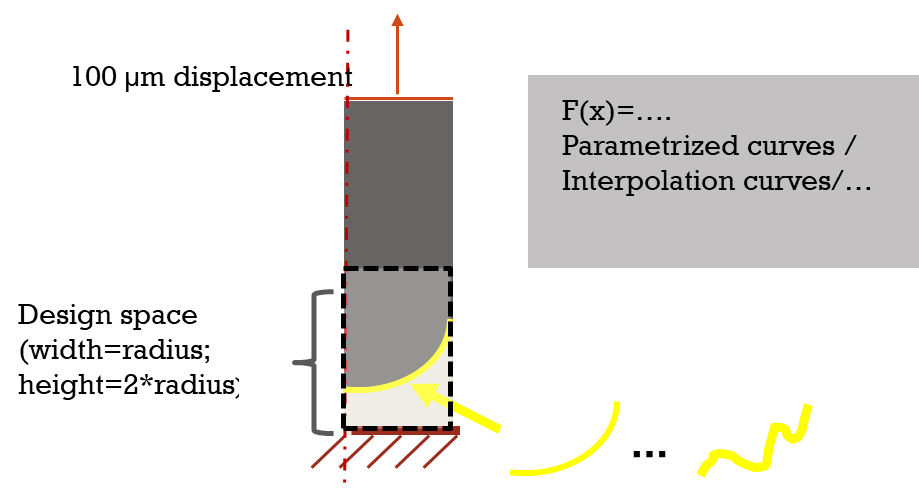 100 µm displacement
F(x)=….
Parametrized curves /
Interpolation curves/…
Design space
(width=radius;
height=2*radius)
...